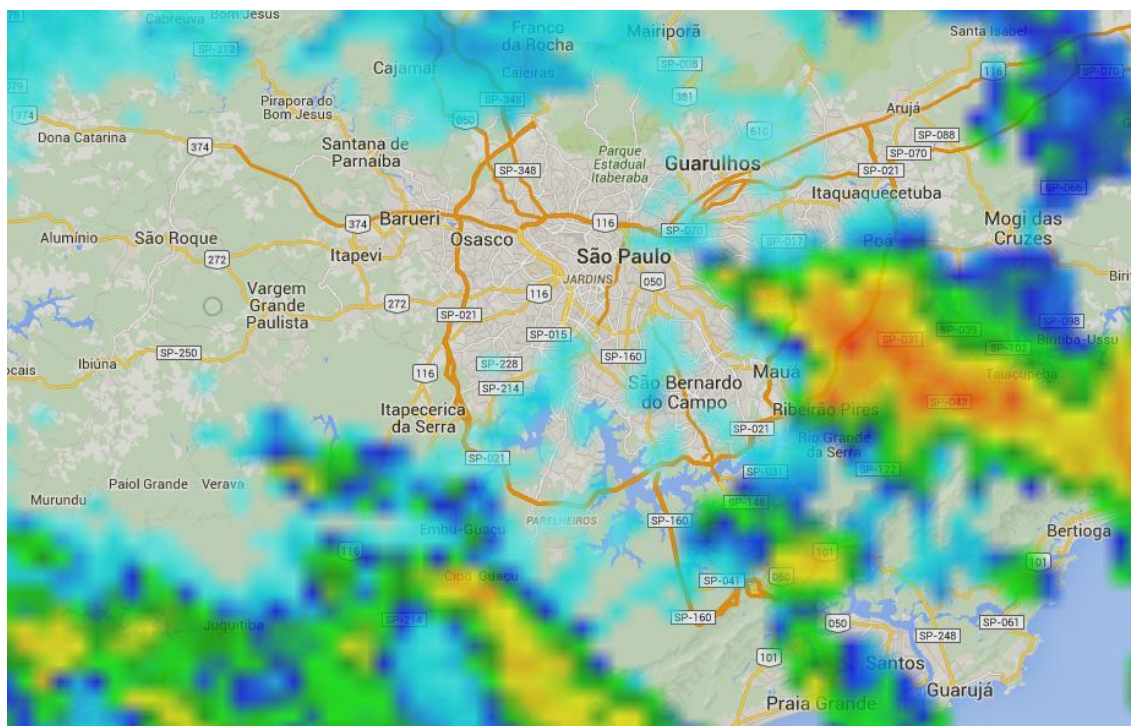 Cabreuva
Bom Jesus
Franco
da Rocha
Mairiporã
Santa Isabel
SP-312
Cajamar
Caieiras
SP-008
116
SP-070
079
SP-348
381
Arujá
374
Pirapora do
Bom Jesus
050
610
SP-088
Dona Catarina
374
Santana de
Parnaíba
Parque
Estadual
Itaberaba
Guarulhos
SP-070
SP-348
SP-021
SP-066
Itaquaquecetuba
Barueri
374
116
SP-070
Mogi das
Cruzes
Alumínio
São Roque
Osasco
SP-017
Poá
272
Itapevi
São Paulo
JARDINS
050
Vargem
Grande
Paulista
272
116
SP-021
SP-015
SP-031
SP-039
SP-098
Biritiba-Ussu
SP-102
Ibiúna
SP-250
SP-228
SP-160
Mauá
Taiaçupeba
116
SP-214
São Bernardo
do Campo
SP-043
Itapecerica
da Serra
Ribeirão Pires
SP-021
Rio Grande
da Serra
SP-021
SP-031
SP-122
Murundu
Paiol Grande
Verava
SP-148
Embu-Guaçu
PARELHEIROS
SP-160
Bertioga
116
101
101
Cipó-Guaçu
SP-041
050
SP-160
Juquitiba
SP-214
050
SP-248
SP-061
101
Santos
Guarujá
Praia Grande